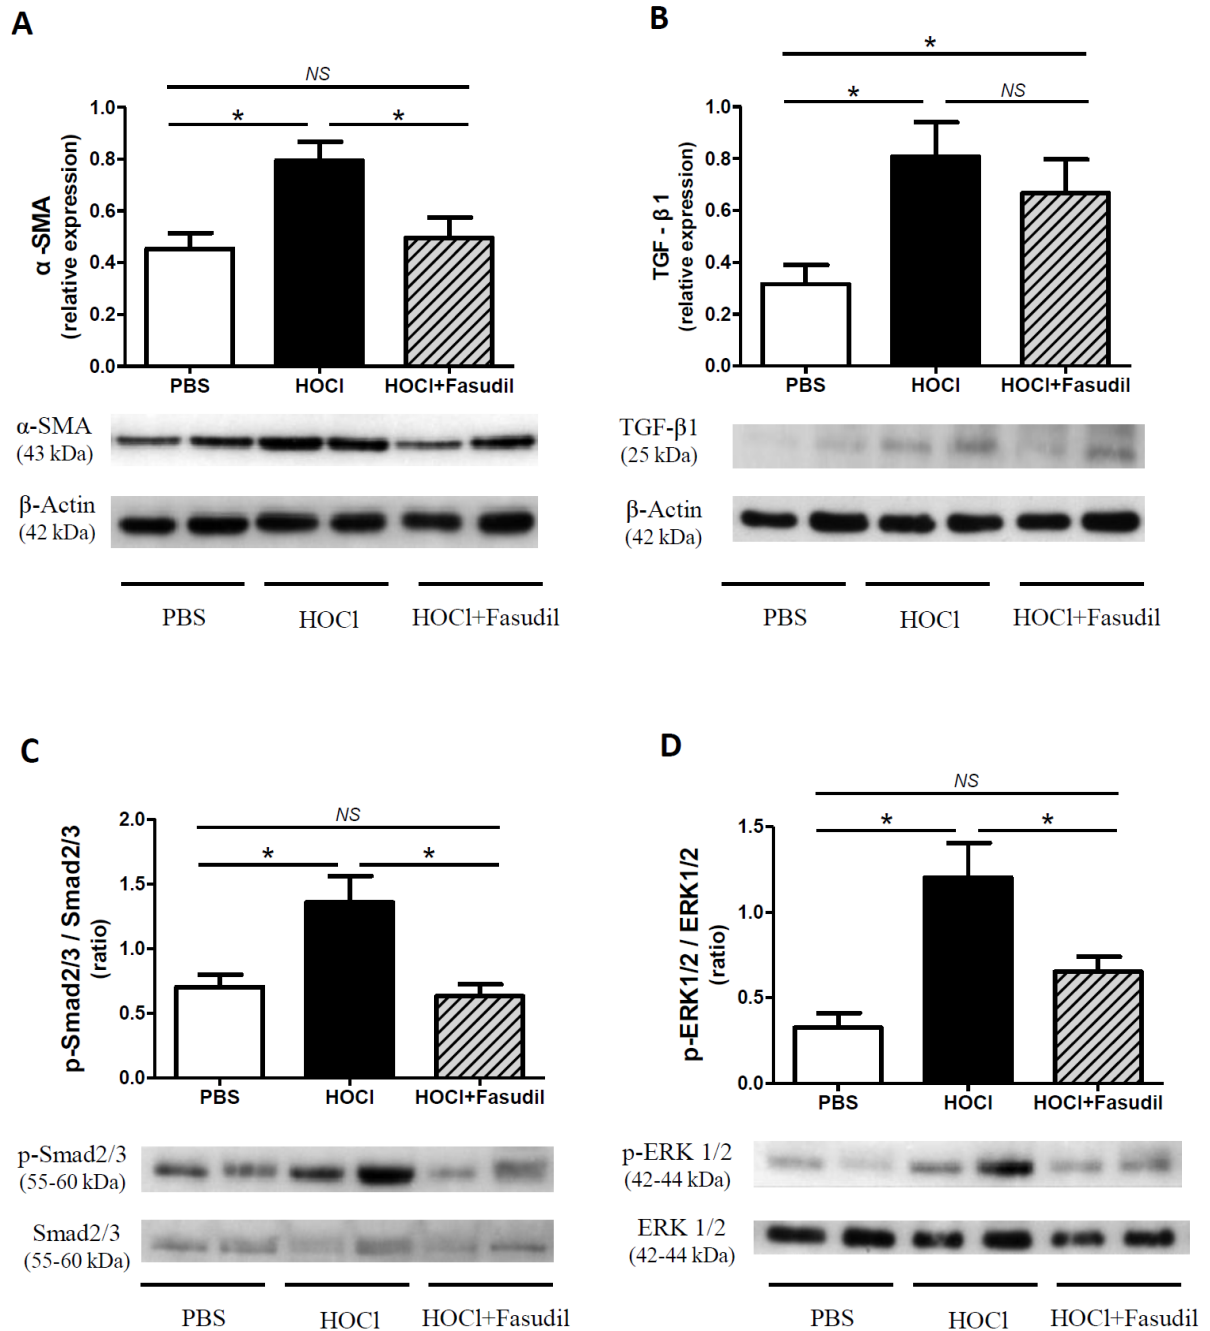 A
NS
*
*
1.0
0.8
0.6
0.4
0.2
0.0
α -SMA
(relative expression)
PBS
HOCl
HOCl+Fasudil
α-SMA
(43 kDa)
β-Actin
(42 kDa)
PBS
HOCl
HOCl+Fasudil
B
*
*
NS
1.0
0.8
0.6
0.4
0.2
0.0
TGF - β 1
(relative expression)
PBS
HOCl
HOCl+Fasudil
TGF-β1
(25 kDa)
β-Actin
(42 kDa)
PBS
HOCl
HOCl+Fasudil
C
NS
*
*
2.0
1.5
1.0
0.5
0.0
p-Smad2/3 / Smad2/3
(ratio)
PBS
HOCl
HOCl+Fasudil
p-Smad2/3
(55-60 kDa)
Smad2/3
(55-60 kDa)
PBS
HOCl
HOCl+Fasudil
D
NS
*
*
1.5
1.0
0.5
0.0
p-ERK1/2 / ERK1/2
(ratio)
PBS
HOCl
HOCl+Fasudil
p-ERK 1/2
(42-44 kDa)
ERK 1/2
(42-44 kDa)
PBS
HOCl
HOCl+Fasudil